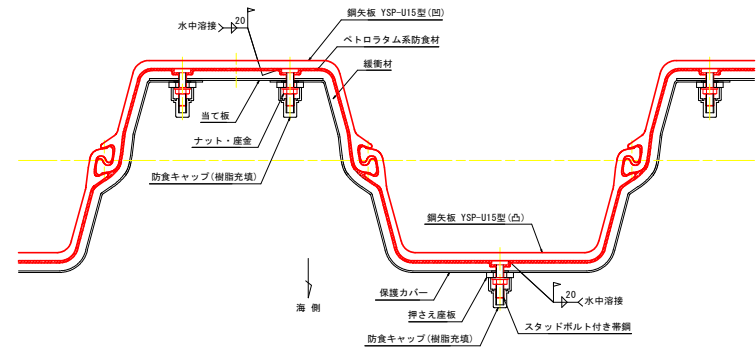 鋼矢板 YSP-U15型(凹)
20
水中溶接
ペトロラタム系防食材
緩衝材
当て板
ナット・座金
防食キャップ(樹脂充填)
鋼矢板 YSP-U15型(凸)
保護カバー
海 側
押さえ座板
20
水中溶接
スタッドボルト付き帯鋼
防食キャップ(樹脂充填)